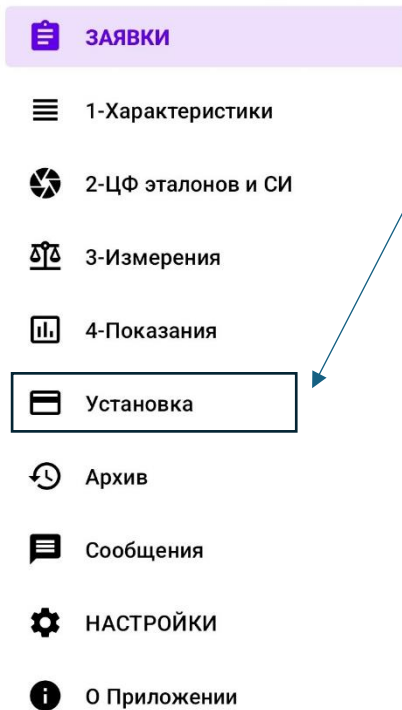 ЗАЯВКИ
1-Характеристики
2-ЦФ эталонов и СИ
3-Измерения
4-Показания
Установка
Архив
Сообщения
НАСТРОЙКИ
О Приложении